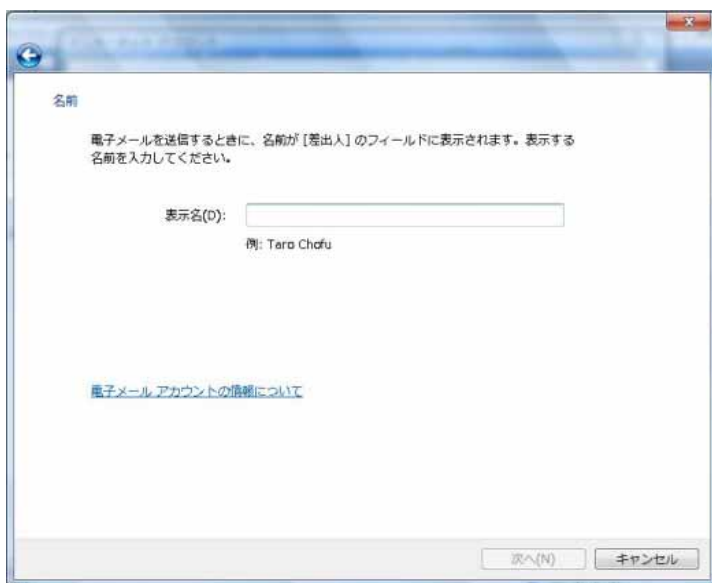 名前
電子メールを送信するときに、名前が [差出人] のフィールドに表示されます。表示する
名前を入力してください。
表示名(D):
例: Taro Chofu
電子メール アカウントの情報について
次へ(N)
キャンセル